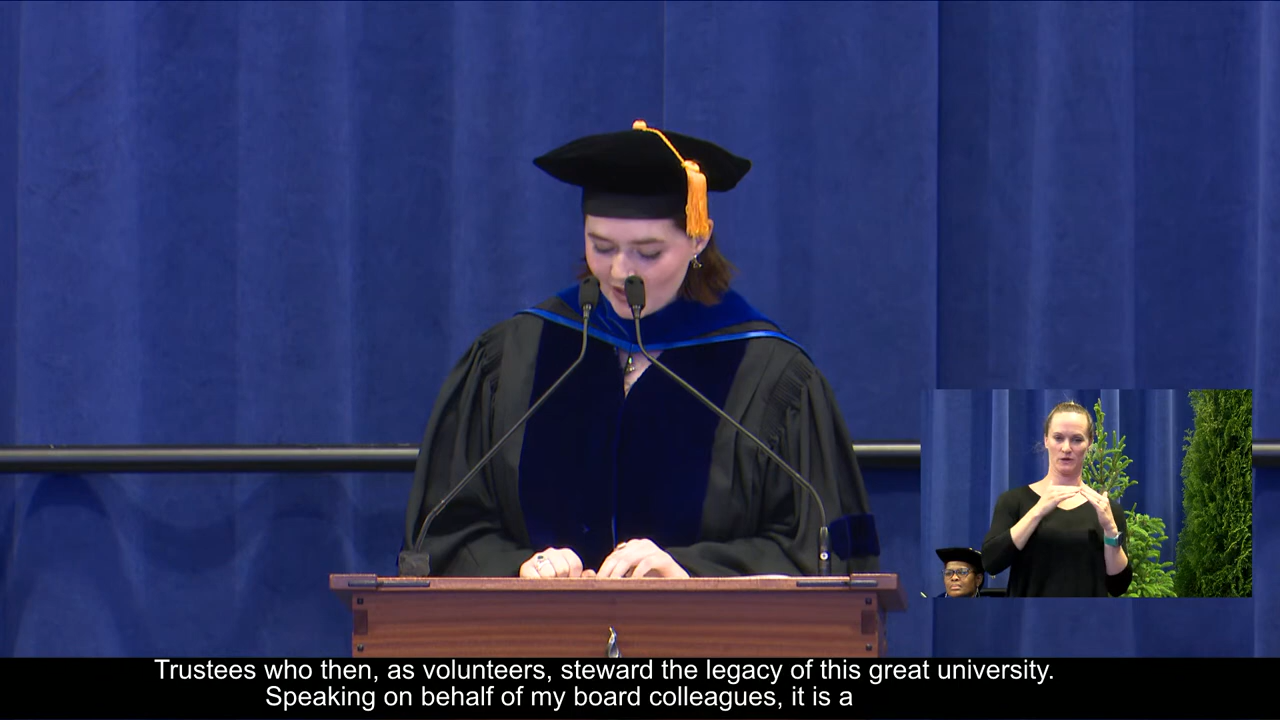 Trustees who then, as volunteers, steward the legacy of this great university.
Speaking on behalf of my board colleagues, it is a